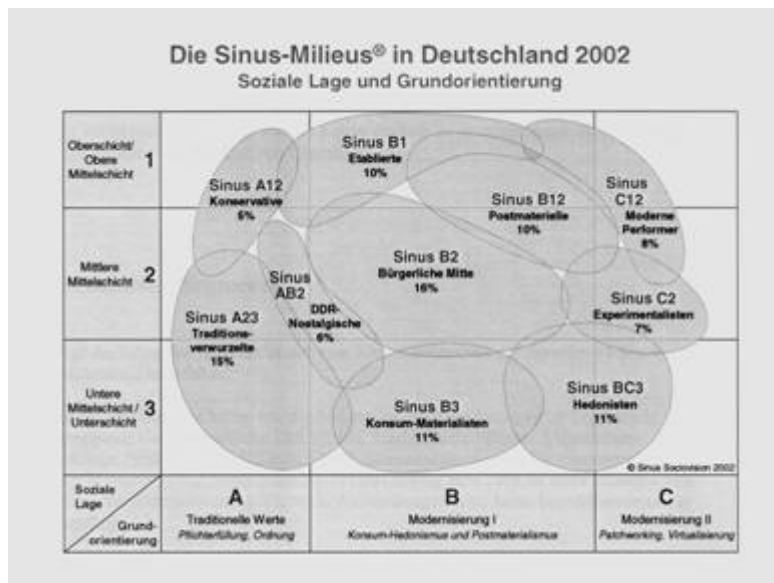 Die Sinus-Milieus® in Deutschland 2002
Soziale Lage und Grundorientierung
Oberschicht/
Obere
Mittelschicht
1
Sinus B1
Etablierte
10%
Sinus A12
Konservative
5%
Sinus B12
Postmaterielle
10%
Sinus
C12
Moderne
Performer
8%
Mittlere
Mittelschicht
2
Sinus B2
Bürgerliche Mitte
16%
Sinus
AB2
DDR-
Nostalgische
6%
Sinus C2
Experimentalisten
7%
Sinus A23
Traditions-
verwurzelte
15%
Untere
Mittelschicht /
Unterschicht
3
Sinus B3
Konsum-Materialisten
11%
Sinus BC3
Hedonisten
11%
© Sinus Sociovision 2002
Soziale
Lage
Grund-
orientierung
A
Traditionelle Werte
Pflichterfüllung, Ordnung
B
Modernisierung I
Konsum-Hedonismus und Postmaterialismus
C
Modernisierung II
Patchworking, Virtualisierung